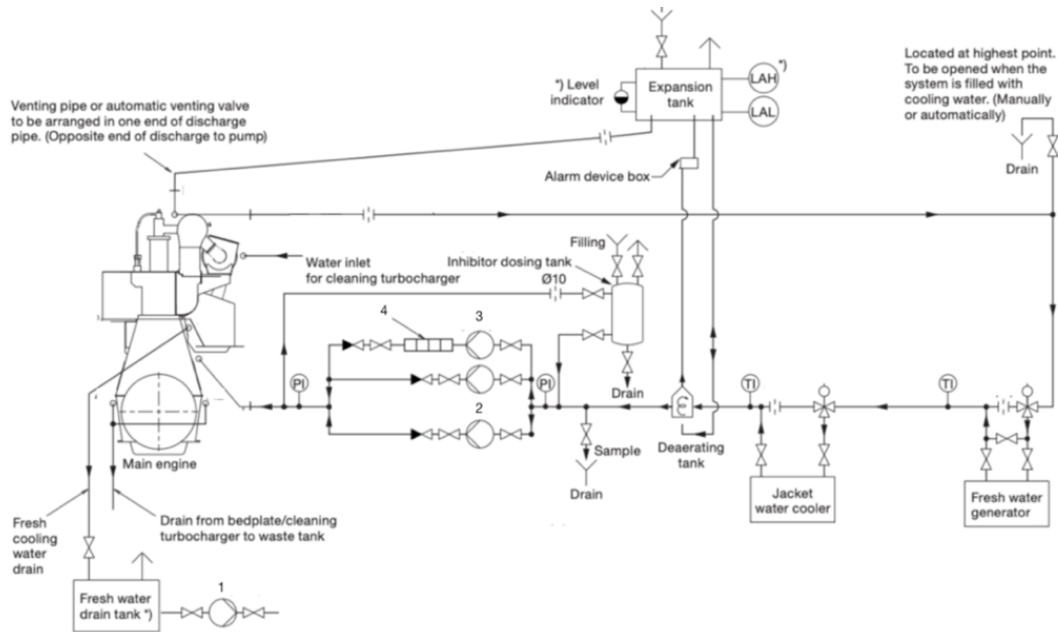 Venting pipe or automatic venting valve
to be arranged in one end of discharge
pipe. (Opposite end of discharge to pump)
*) Level
indicator
Expansion
tank
LAH
*)
LAL
Located at highest point.
To be opened when the
system is filled with
cooling water. (Manually
or automatically)
Drain
Alarm device box
Water inlet
for cleaning turbocharger
Filling
Inhibitor dosing tank
Ø10
4
3
PI
2
Drain
PI
Sample
Drain
Deaerating
tank
TI
TI
Jacket
water cooler
Fresh water
generator
Main engine
Fresh
cooling
water
drain
Drain from bedplate/cleaning
turbocharger to waste tank
Fresh water
drain tank *)
1